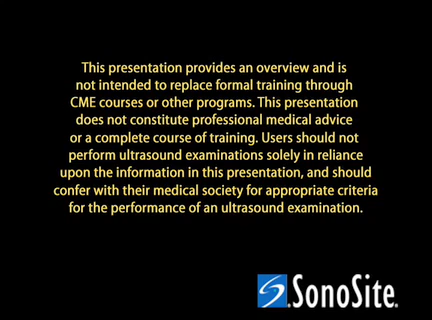 This presentation provides an overview and is
not intended to replace formal training through
CME courses or other programs. This presentation
does not constitute professional medical advice
or a complete course of training. Users should not
perform ultrasound examinations solely in reliance
upon the information in this presentation, and should
confer with their medical society for appropriate criteria
for the performance of an ultrasound examination.
SonoSite®